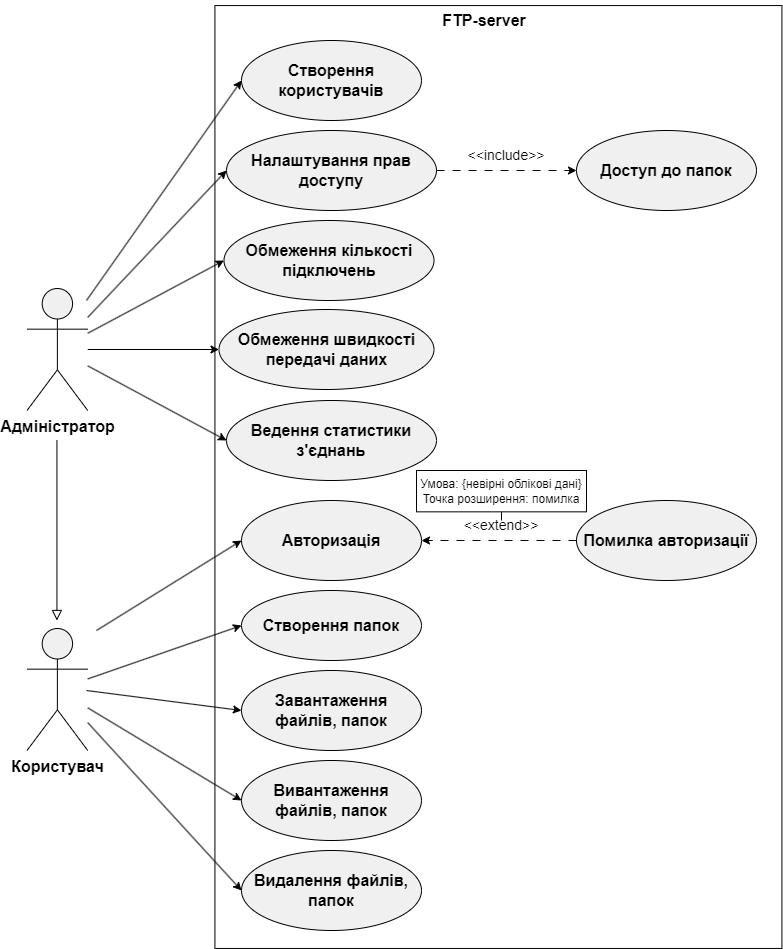 FTP-server
Створення
користувачів
Налаштування прав
доступу
<<include>>
Доступ до папок
Обмеження кількості
підключень
Обмеження швидкості
передачі даних
Адміністратор
Ведення статистики
з'єднань
Умова: {невірні облікові дані}
Точка розширення: помилка
<<extend>>
Авторизація
Помилка авторизації
Створення папок
Завантаження
файлів, папок
Користувач
Вивантаження
файлів, папок
Видалення файлів,
папок